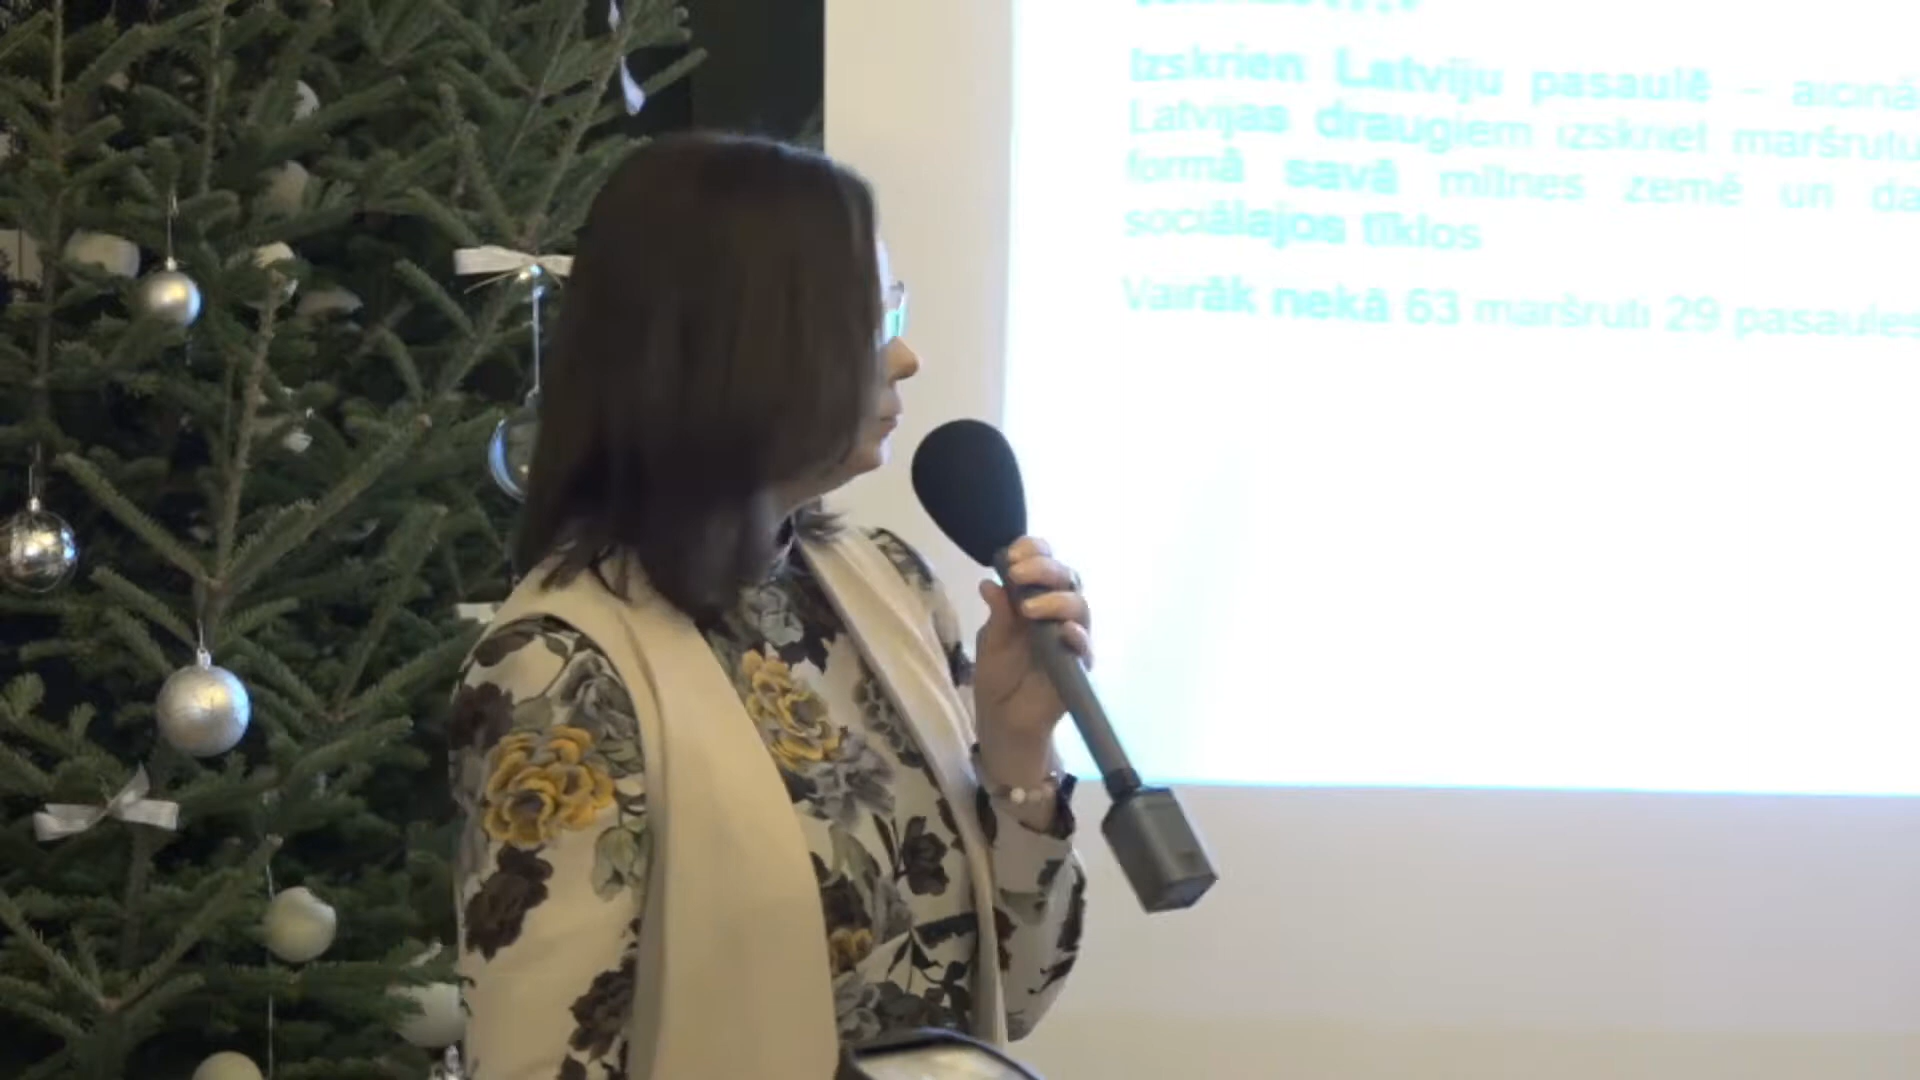 Izskrien Latviju pasaulē – aicinā
Latvijas draugiem izskriet maršrutu
formā savā mītnes zemē un da
sociālajos tīklos
Vairāk nekā 63 maršruti 29 pasaules